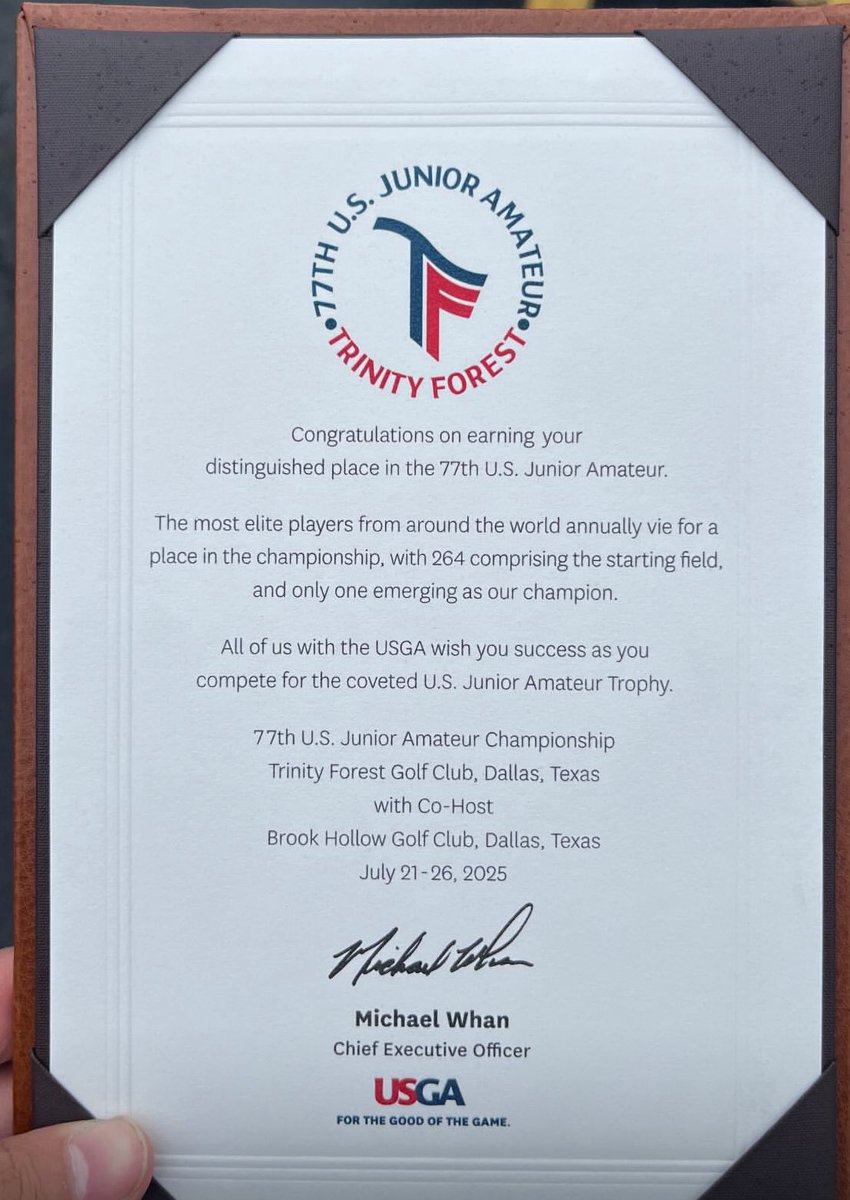 77TH U.S. JUNIOR AMATEUR
TF
TRINITY FOREST
Congratulations on earning your
distinguished place in the 77th U.S. Junior Amateur.
The most elite players from around the world annually vie for a
place in the championship, with 264 comprising the starting field,
and only one emerging as our champion.
All of us with the USGA wish you success as you
compete for the coveted U.S. Junior Amateur Trophy.
77th U.S. Junior Amateur Championship
Trinity Forest Golf Club, Dallas, Texas
with Co-Host
Brook Hollow Golf Club, Dallas, Texas
July 21-26, 2025
Michael Whan
Michael Whan
Chief Executive Officer
USGA
FOR THE GOOD OF THE GAME.